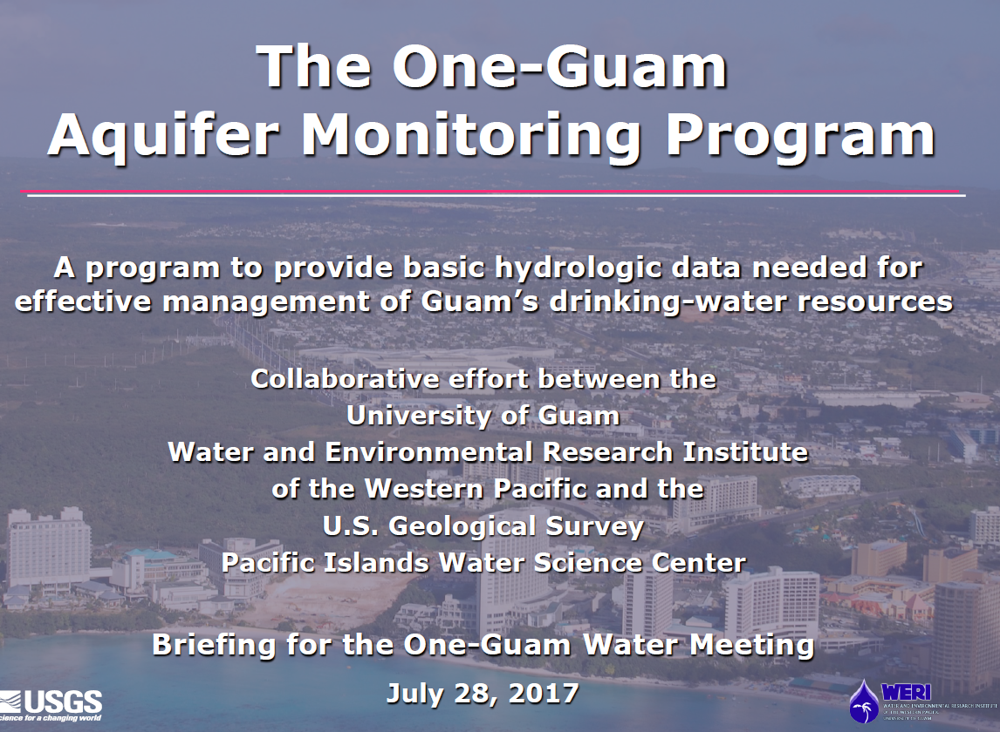 The One-Guam
Aquifer Monitoring Program
A program to provide basic hydrologic data needed for
effective management of Guam's drinking-water resources
Collaborative effort between the
University of Guam
Water and Environmental Research Institute
of the Western Pacific and the
U.S. Geological Survey
Pacific Islands Water Science Center
Briefing for the One-Guam Water Meeting
July 28, 2017
USGS
science for a changing world
WERI
WATER AND ENVIRONMENTAL RESEARCH INSTITUTE
OF THE WESTERN PACIFIC
UNIVERSITY OF GUAM